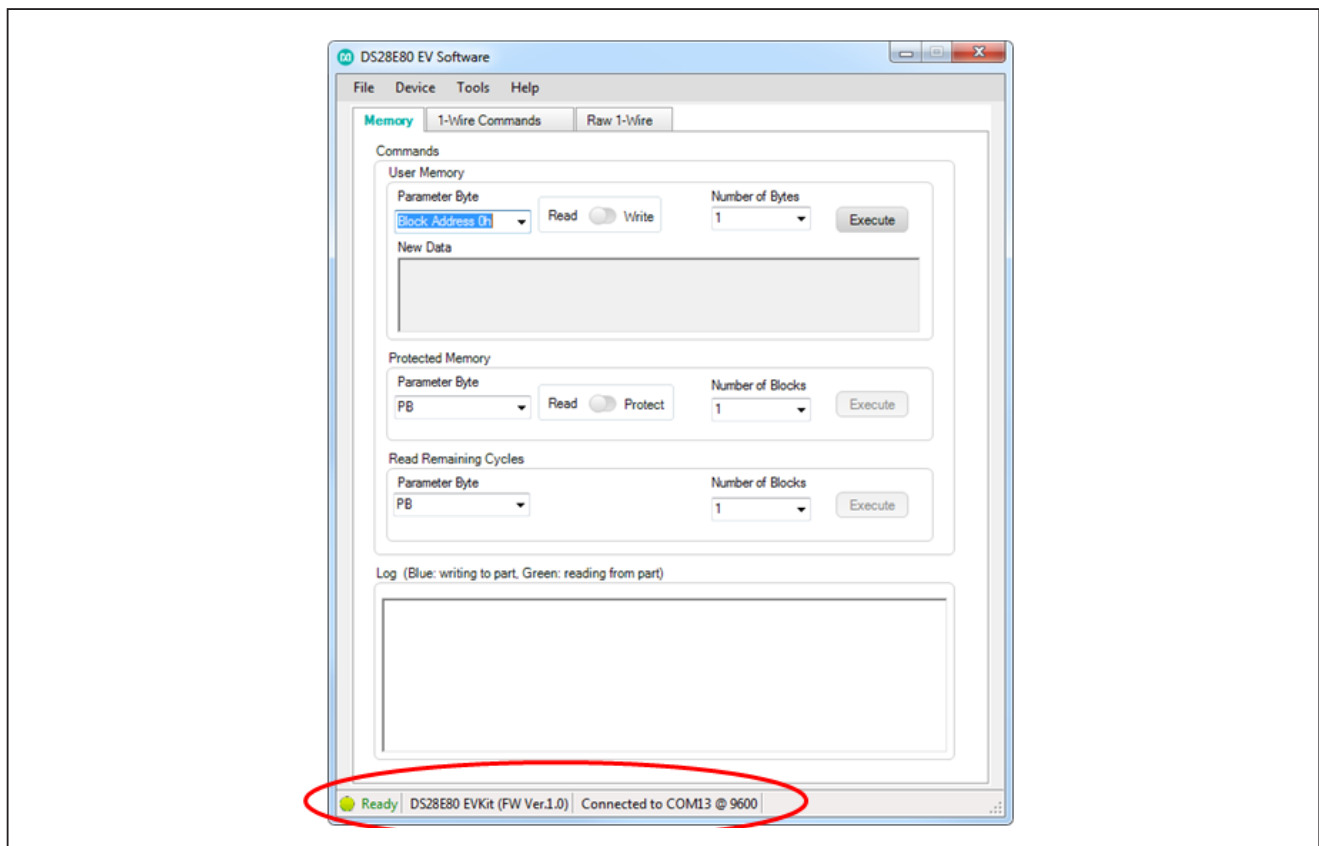 DS28E80 EV Software
File Device Tools Help
Memory 1-Wire Commands Raw 1-Wire
Commands
User Memory
Parameter Byte
Number of Bytes
Block Address 0h Read Write 1 Execute
New Data
Protected Memory
Parameter Byte
Number of Blocks
PB Read Protect 1 Execute
Read Remaining Cycles
Parameter Byte Number of Blocks
PB 1 Execute
Log (Blue: writing to part, Green: reading from part)
Ready DS28E80 EVKit (FW Ver.1.0) Connected to COM13 @ 9600